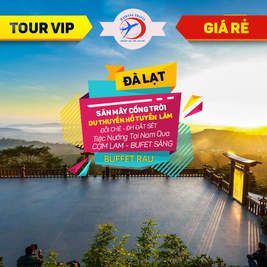 TOUR VIP
GIÁ RẺ
ĐÀ LẠT
SĂN MÂY CỔNG TRỜI
DU THUYỀN HỒ TUYỀN LÂM
ĐỒI CHÈ - ĐH ĐẤT SÉT
Tiệc Nướng Tại Nam Qua
CƠM LAM - BUFET SÁNG
BUFFET RAU